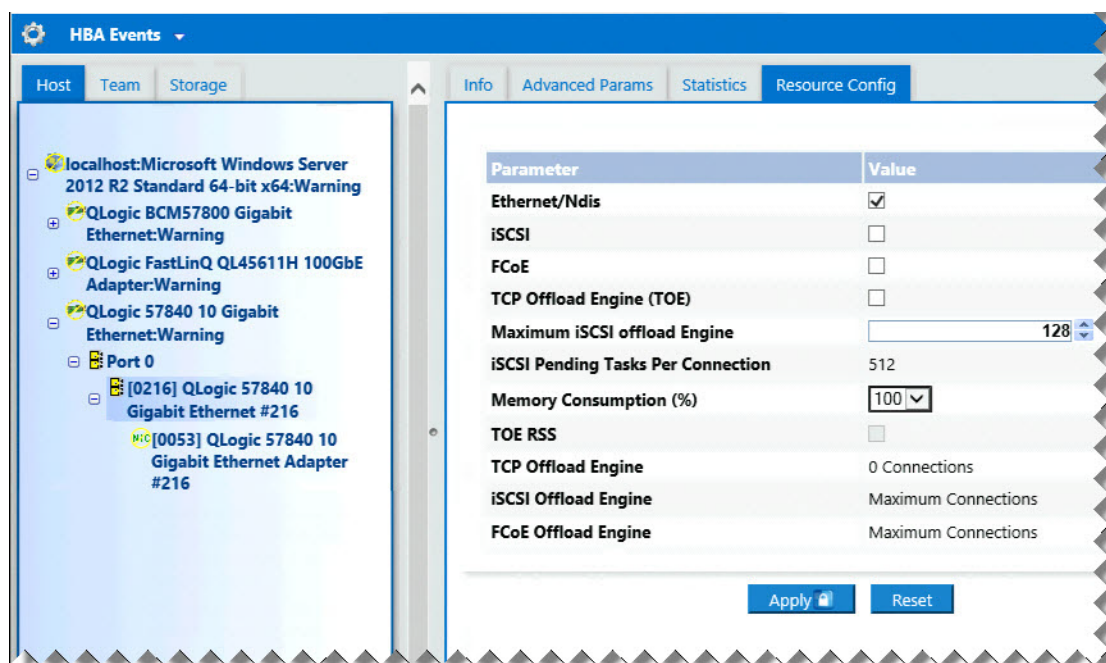 HBA Events
Host Team Storage
localhost:Microsoft Windows Server
2012 R2 Standard 64-bit x64:Warning
QLogic BCM57800 Gigabit
Ethernet:Warning
QLogic FastLinQ QL45611H 100GbE
Adapter:Warning
QLogic 57840 10 Gigabit
Ethernet:Warning
Port 0
[0216] QLogic 57840 10
Gigabit Ethernet #216
NIC [0053] QLogic 57840 10
Gigabit Ethernet Adapter
#216
Info Advanced Params Statistics Resource Config
Parameter Value
Ethernet/Ndis
iSCSI
FCoE
TCP Offload Engine (TOE)
Maximum iSCSI offload Engine 128
iSCSI Pending Tasks Per Connection 512
Memory Consumption (%) 100
TOE RSS
TCP Offload Engine 0 Connections
iSCSI Offload Engine Maximum Connections
FCoE Offload Engine Maximum Connections
Apply Reset